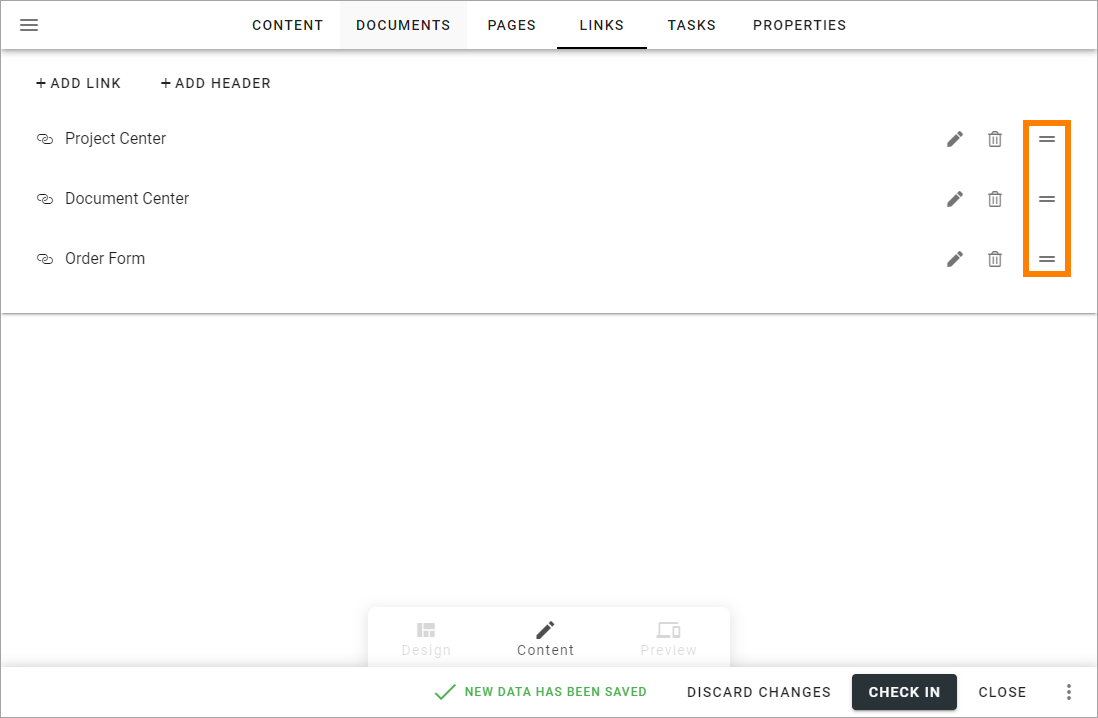 CONTENT DOCUMENTS PAGES LINKS TASKS PROPERTIES
+ ADD LINK + ADD HEADER
Project Center
Document Center
Order Form
Design Content Preview
NEW DATA HAS BEEN SAVED DISCARD CHANGES CHECK IN CLOSE